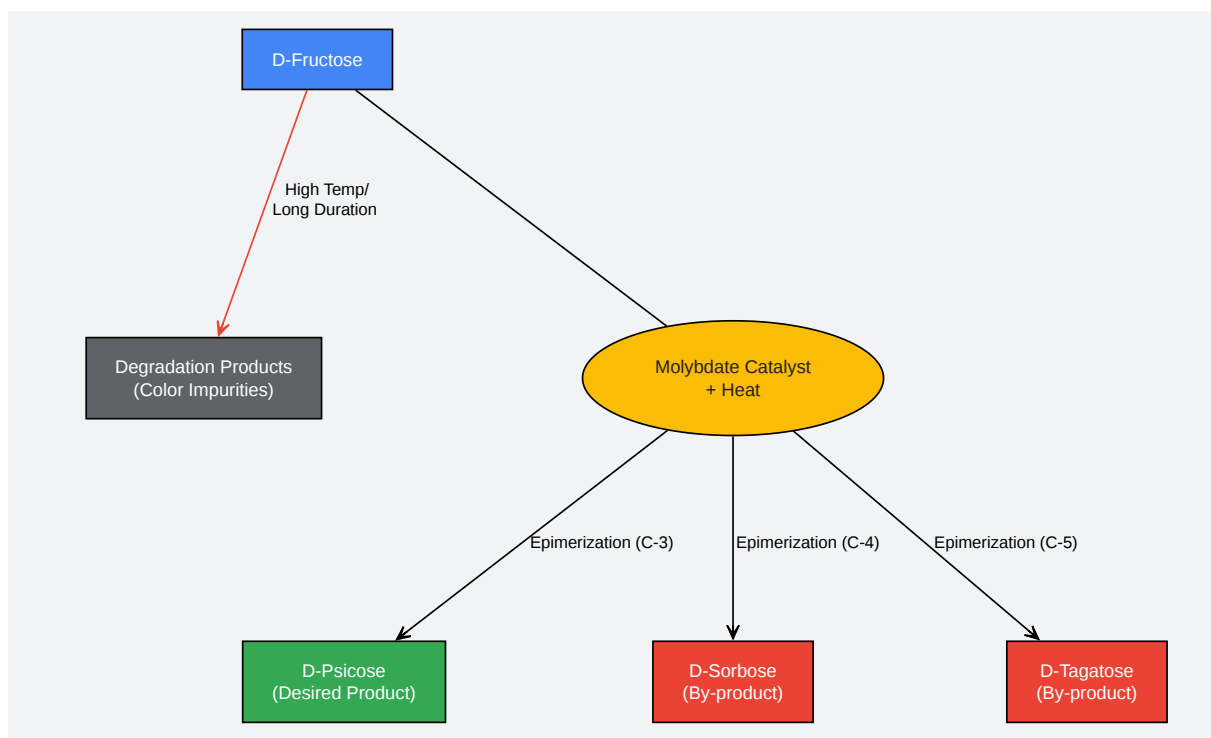 D-Fructose
High Temp/
Long Duration
Degradation Products
(Color Impurities)
Molybdate Catalyst
+ Heat
Epimerization (C-3)
Epimerization (C-4)
Epimerization (C-5)
D-Psicose
(Desired Product)
D-Sorbose
(By-product)
D-Tagatose
(By-product)